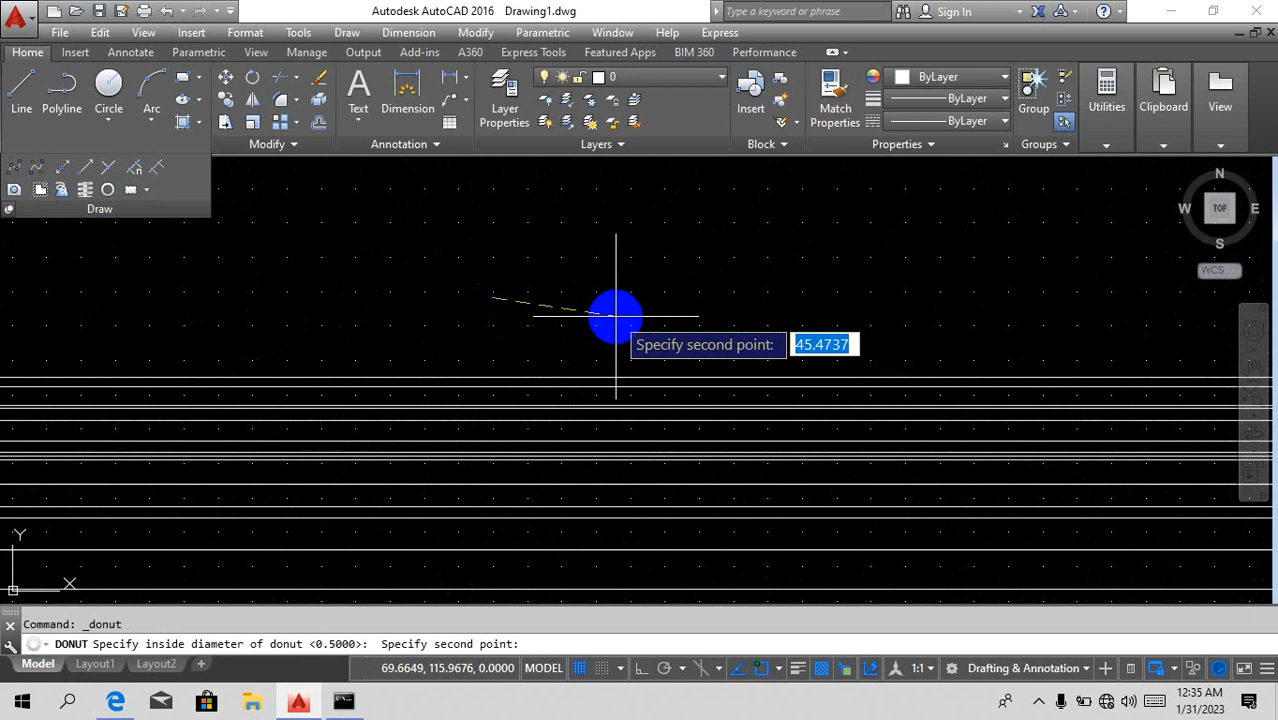 Autodesk AutoCAD 2016 Drawing1.dwg
Type a keyword or phrase
Sign In
File Edit View Insert Format Tools Draw Dimension Modify Parametric Window Help Express
Home Insert Annotate Parametric View Manage Output Add-ins A360 Express Tools Featured Apps BIM 360 Performance
Line
Polyline
Circle
Arc
Draw
Modify
Text
Dimension
Annotation
Layer
Properties
0
Layers
Insert
Block
Match
Properties
ByLayer
ByLayer
ByLayer
Properties
Group
Groups
Utilities
Clipboard
View
N
W TOP E
S
WCS
Specify second point: 45.4737
Y
X
Command: _donut
DONUT Specify inside diameter of donut <0.5000>: Specify second point:
Model Layout1 Layout2 +
69.6649, 115.9676, 0.0000 MODEL
1:1
Drafting & Annotation
12:35 AM
1/31/2023